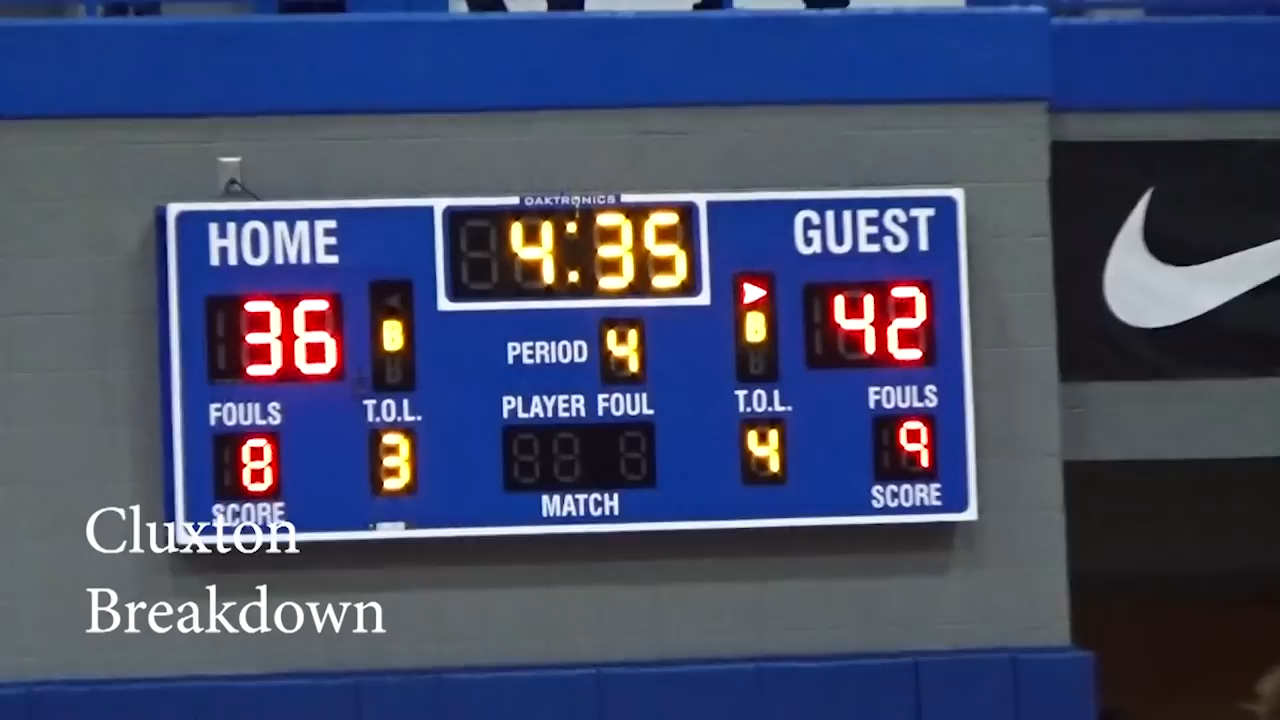 DAKTRONICS
HOME
4:35
GUEST
36
B
PERIOD 4
B
42
FOULS
T.O.L.
PLAYER FOUL
T.O.L.
FOULS
8
3
4
9
SCORE
MATCH
SCORE
Cluxton
Breakdown